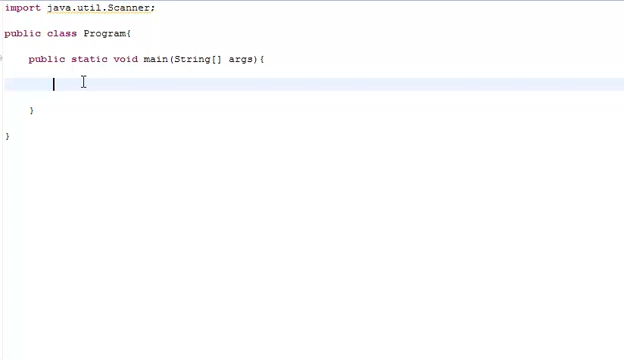 import java.util.Scanner;
public class Program{
public static void main(String[] args){
}
}